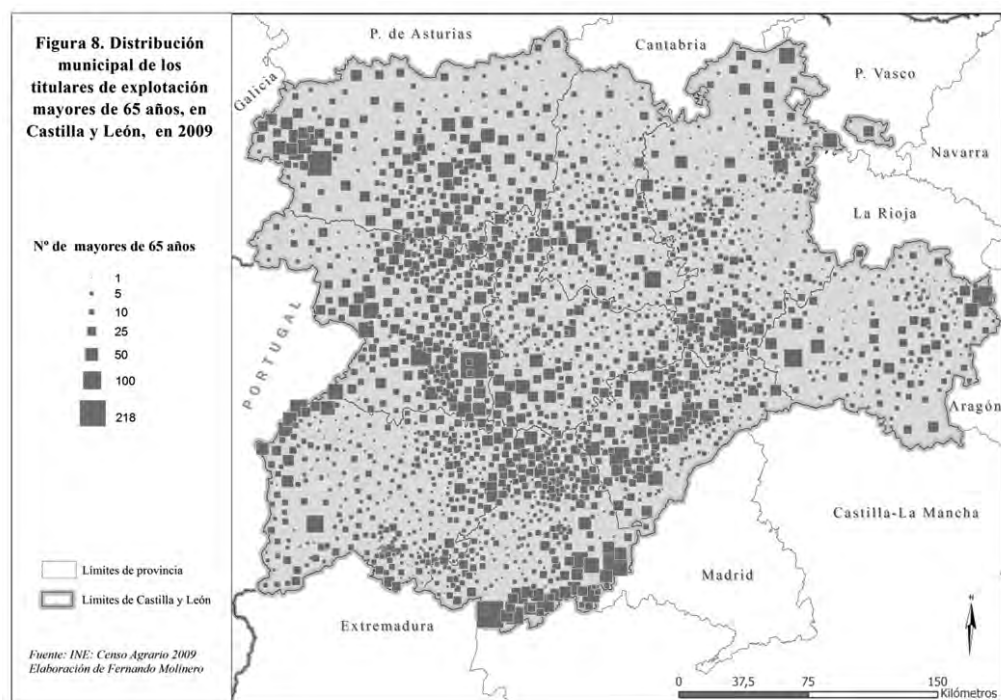 Figura 8. Distribución
municipal de los
titulares de explotación
mayores de 65 años, en
Castilla y León, en 2009
Nº de mayores de 65 años
1
5
10
25
50
100
218
Límites de provincia
Límites de Castilla y León
Fuente: INE: Censo Agrario 2009
Elaboración de Fernando Molinero
P. de Asturias
Cantabria
P. Vasco
Galicia
Navarra
La Rioja
PORTUGAL
Aragón
Castilla-La Mancha
Madrid
Extremadura
N
0 37,5 75 150
Kilómetros